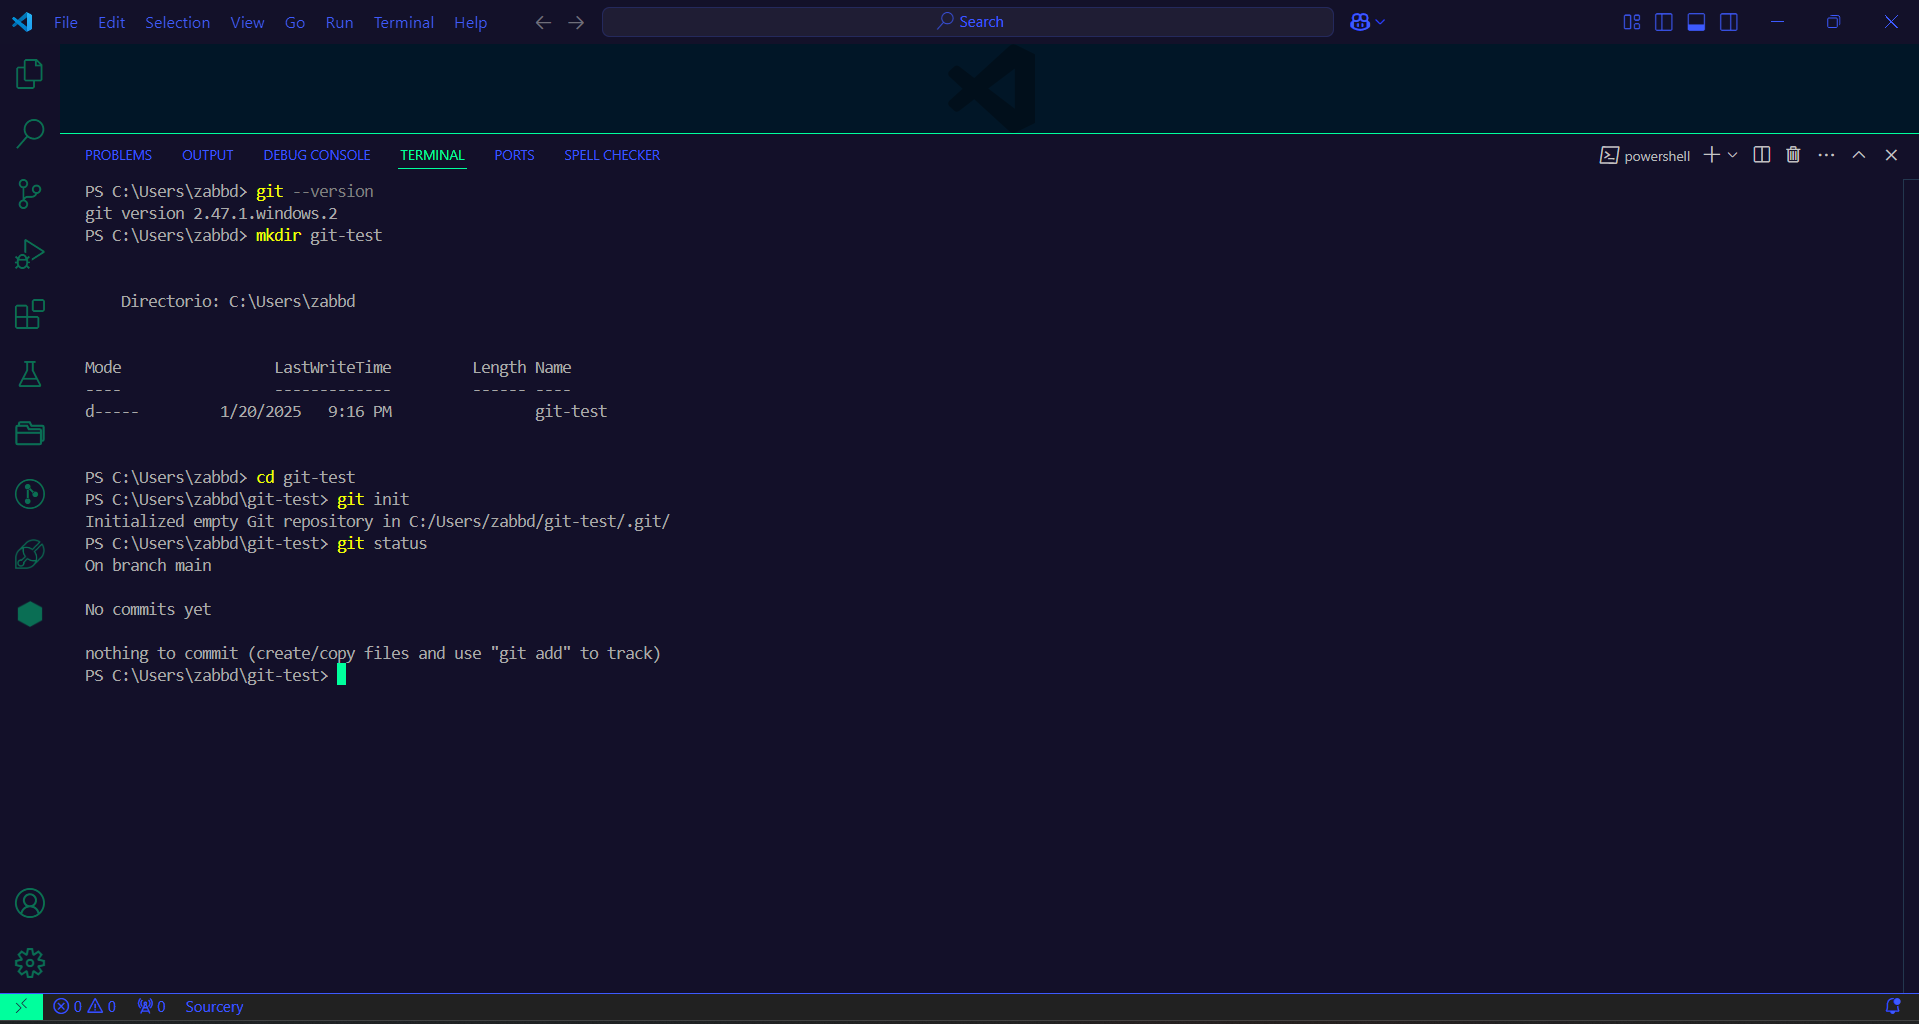 File Edit Selection View Go Run Terminal Help Search
PROBLEMS OUTPUT DEBUG CONSOLE TERMINAL PORTS SPELL CHECKER powershell
PS C:\Users\zabbd> git --version
git version 2.47.1.windows.2
PS C:\Users\zabbd> mkdir git-test
Directorio: C:\Users\zabbd
Mode LastWriteTime Length Name
---- ------------- ------ ----
d----- 1/20/2025 9:16 PM git-test
PS C:\Users\zabbd> cd git-test
PS C:\Users\zabbd\git-test> git init
Initialized empty Git repository in C:/Users/zabbd/git-test/.git/
PS C:\Users\zabbd\git-test> git status
On branch main
No commits yet
nothing to commit (create/copy files and use "git add" to track)
PS C:\Users\zabbd\git-test>
0 0 0 Sourcery